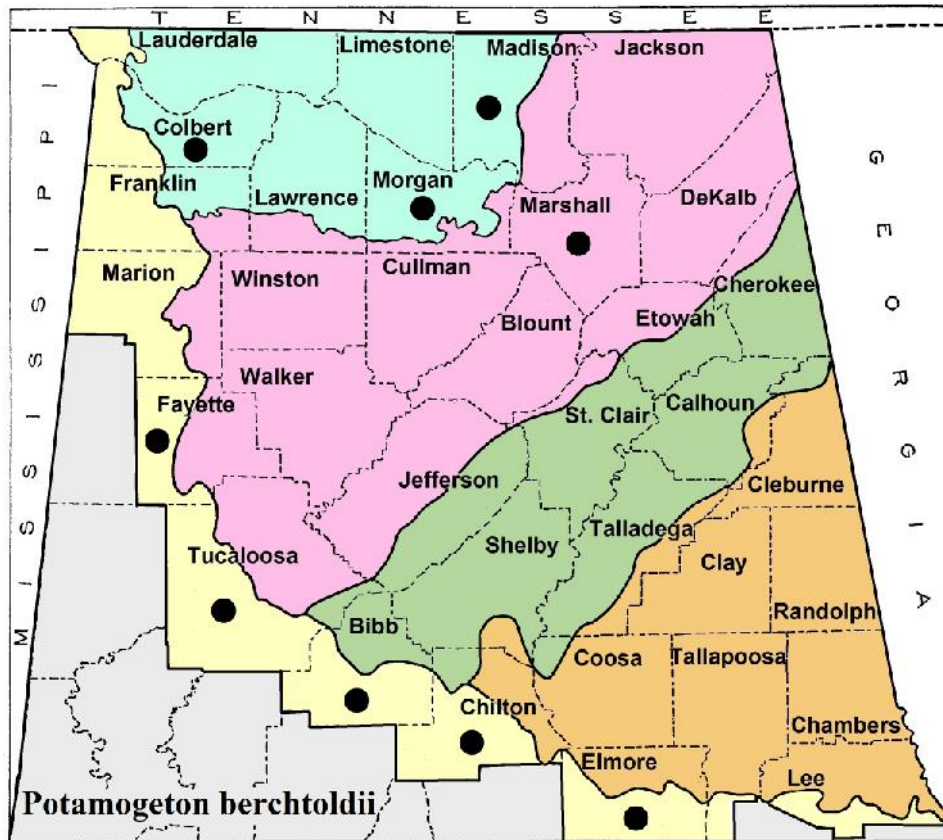 T E N N E S S E E
Lauderdale
Limestone
Madison
Jackson
Colbert
Franklin
Lawrence
Morgan
Marshall
DeKalb
Marion
Winston
Cullman
Cherokee
Blount
Etowah
Walker
Fayette
St. Clair
Calhoun
Jefferson
Cleburne
Tucaloosa
Shelby
Talladega
Clay
Randolph
Bibb
Coosa
Tallapoosa
Chilton
Chambers
Elmore
Lee
M I S S I S S I P P I
G E O R G I A
Potamogeton berchtoldii